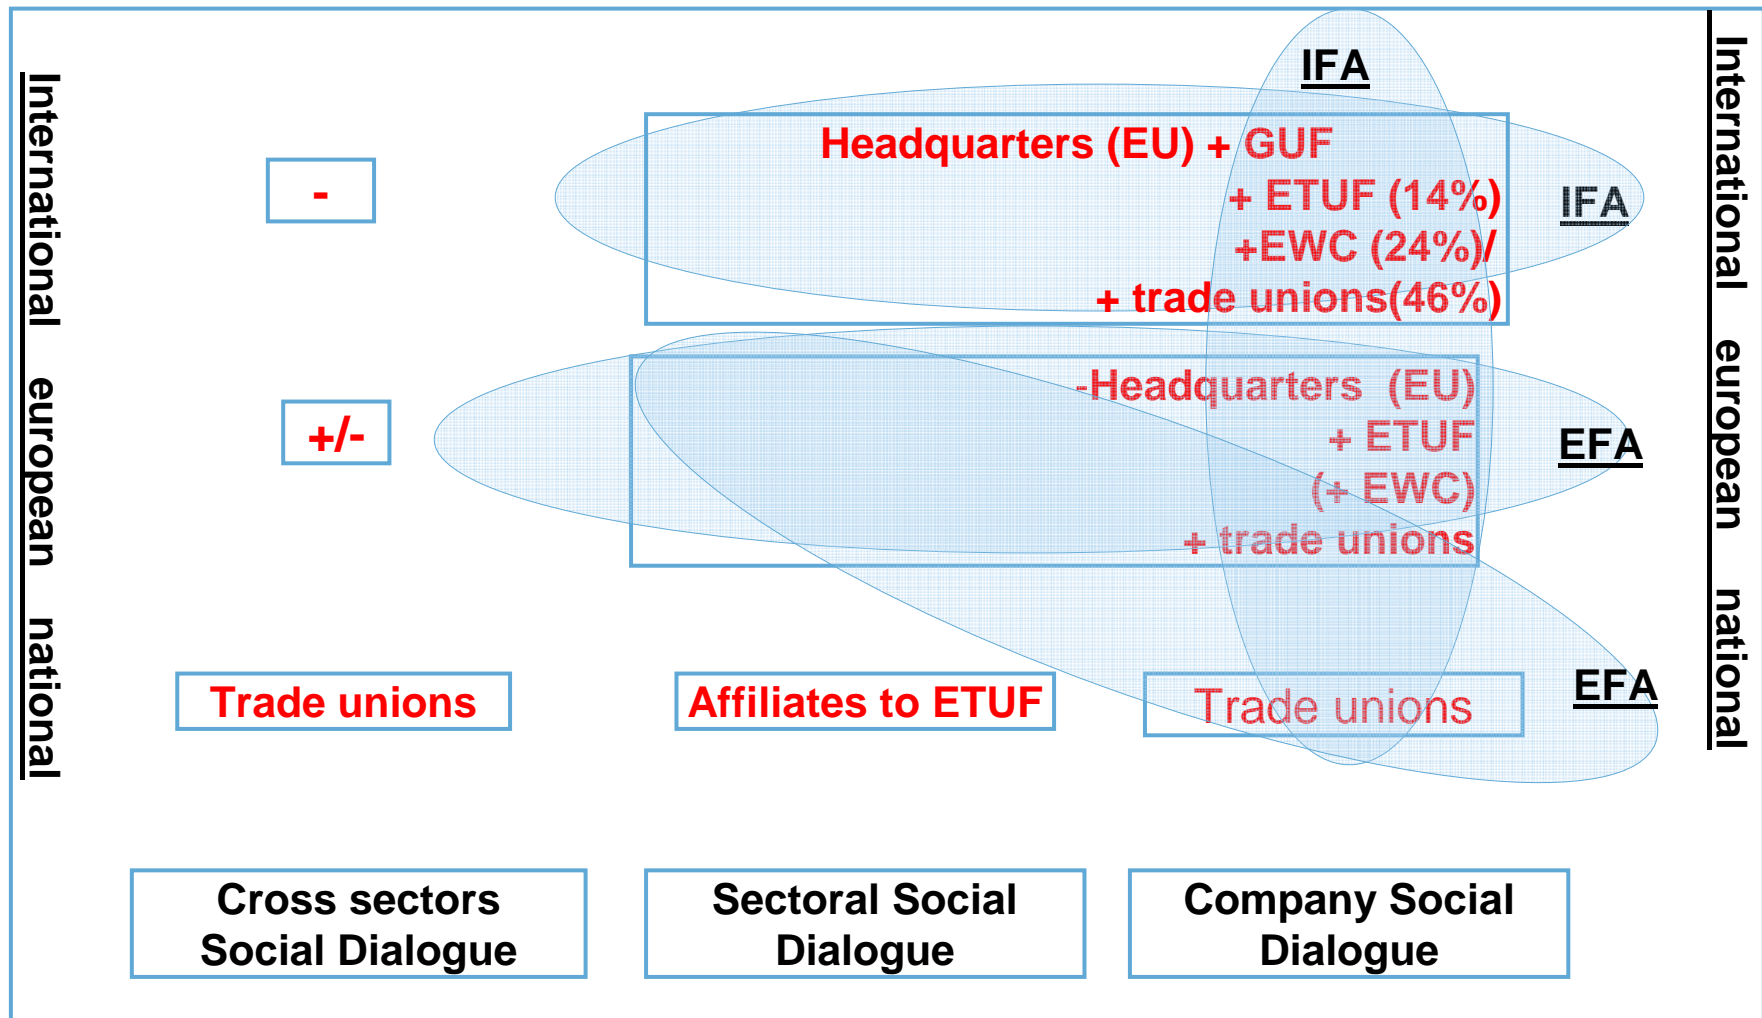 International european national
IFA
Headquarters (EU) + GUF
+ ETUF (14%)
+EWC (24%)/
+ trade unions(46%)
-
IFA
-Headquarters (EU)
+ ETUF
(+ EWC)
+ trade unions
+/-
EFA
Trade unions
Affiliates to ETUF
Trade unions
EFA
International european national
Cross sectors
Social Dialogue
Sectoral Social
Dialogue
Company Social
Dialogue